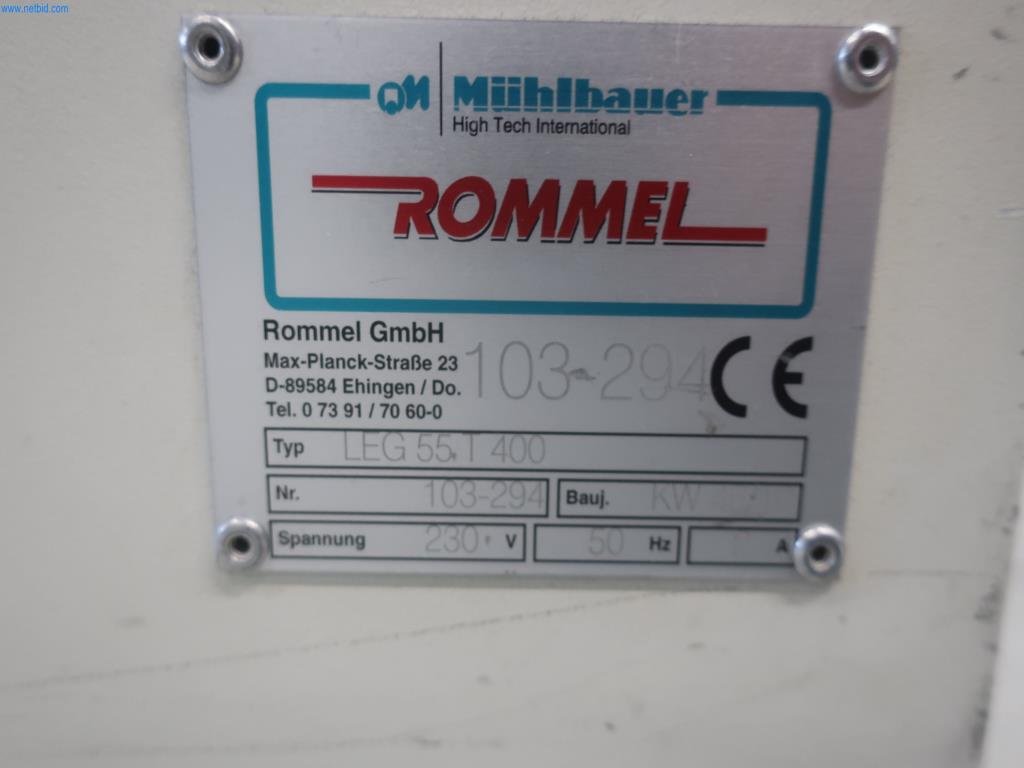 www.netbid.com
QM Mühlbauer
High Tech International
ROMMEL
Rommel GmbH
Max-Planck-Straße 23
D-89584 Ehingen / Do.
Tel. 0 73 91 / 70 60-0
103-294
CE
Typ LEG 55.T 400
Nr. 103-294 Bauj. KW
Spannung 230 V 50 Hz A